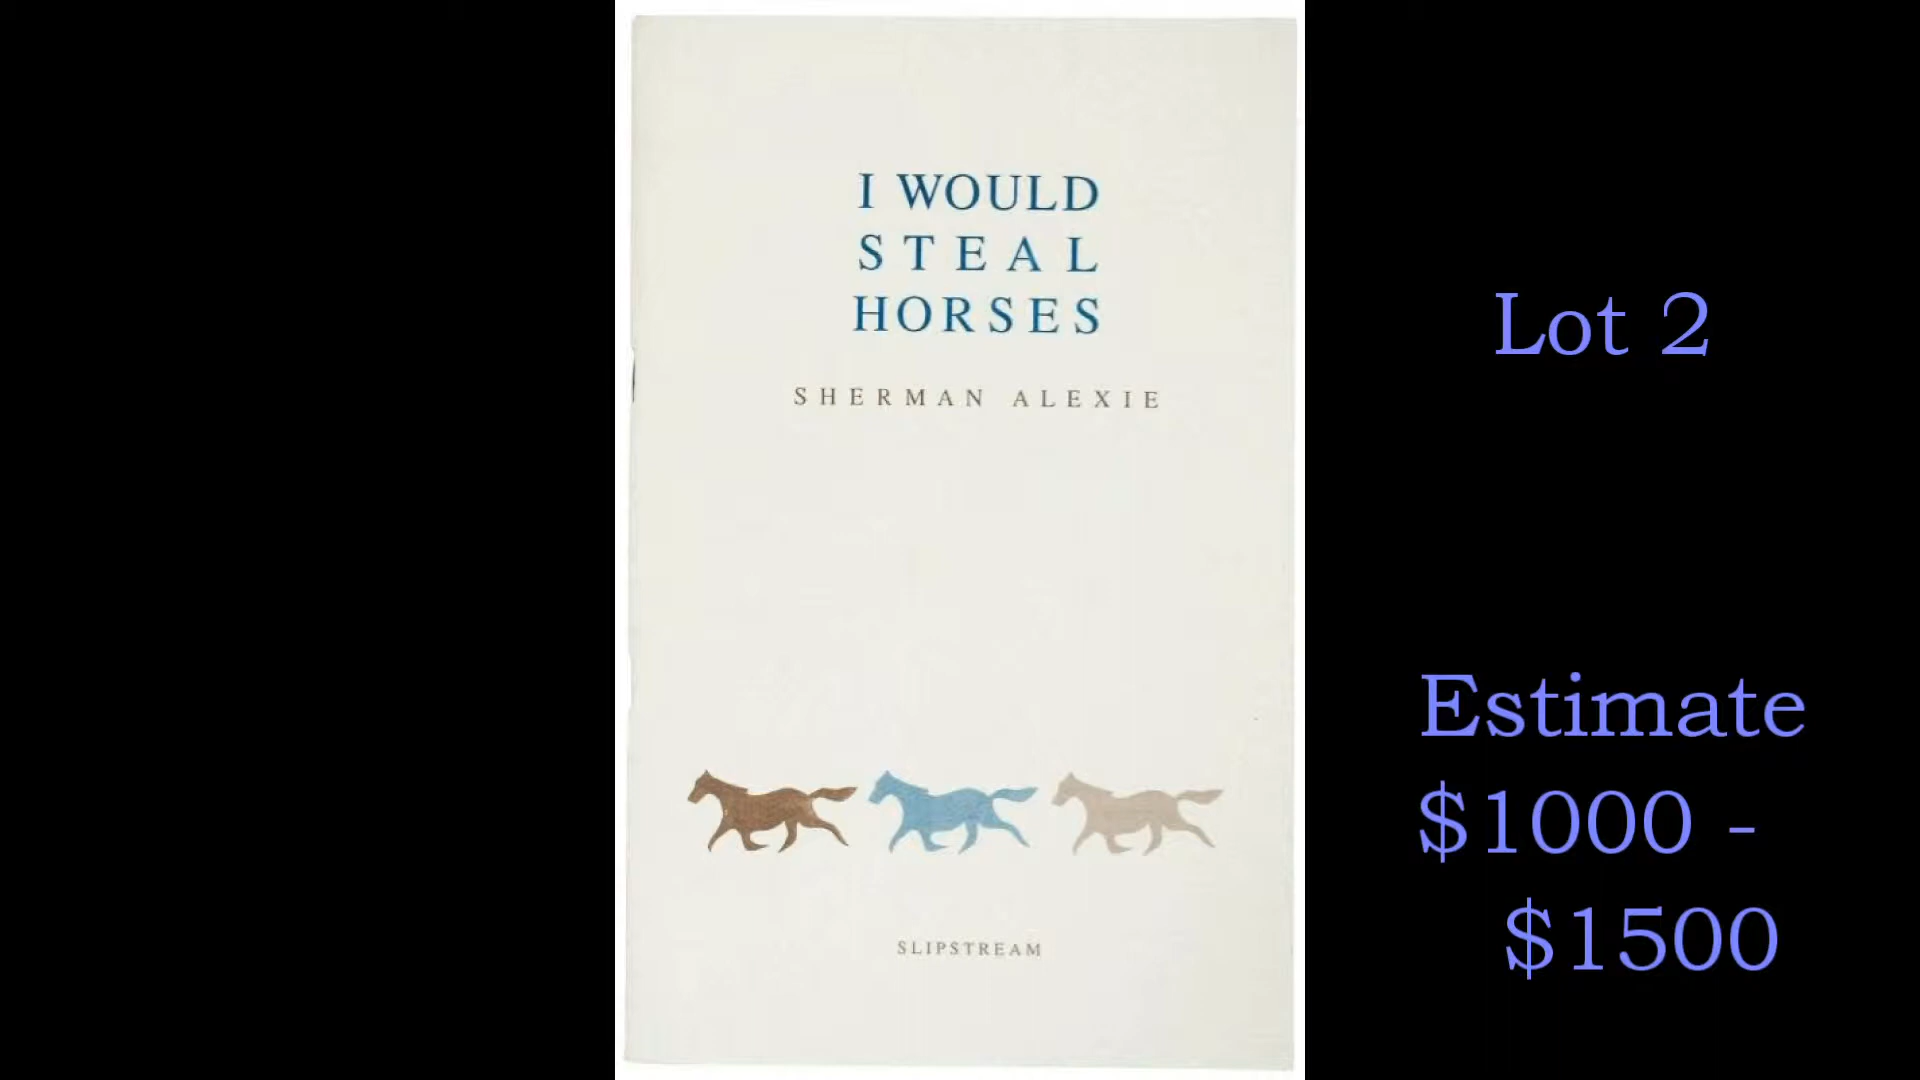 I WOULD
STEAL
HORSES
SHERMAN ALEXIE
SLIPSTREAM
Lot 2
Estimate
$1000 -
$1500